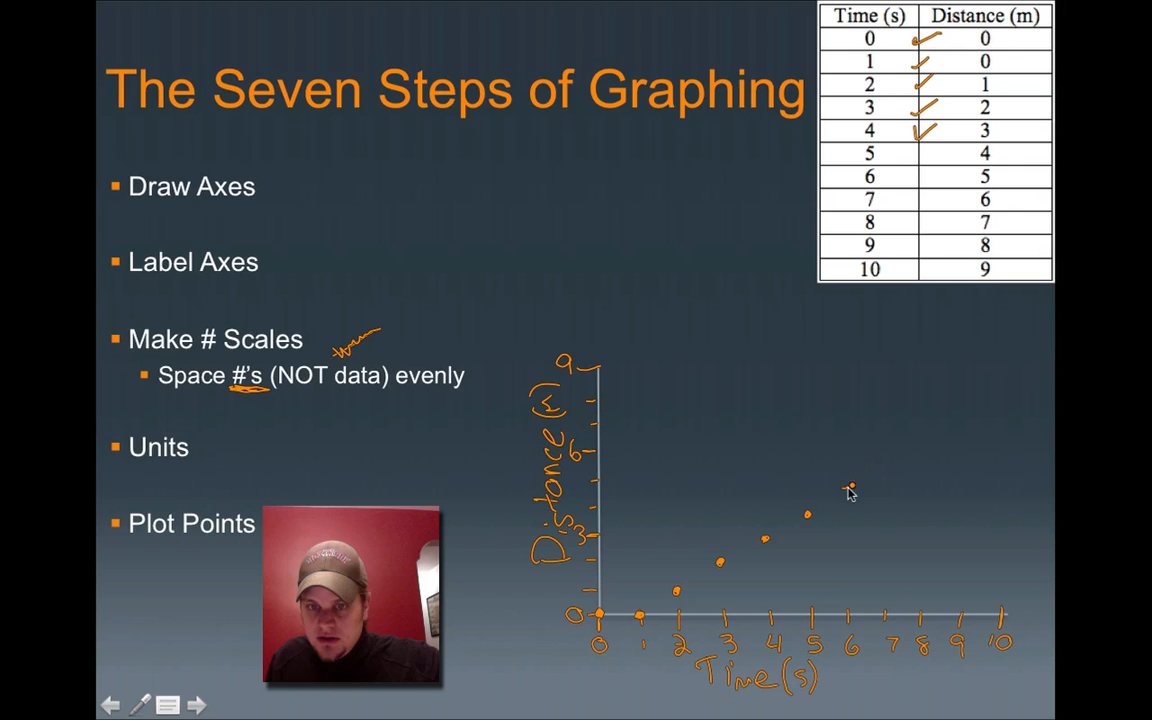 The Seven Steps of Graphing
Time (s) Distance (m)
0 0
1 0
2 1
3 2
4 3
5 4
6 5
7 6
8 7
9 8
10 9
Draw Axes
Label Axes
Make # Scales
Space #'s (NOT data) evenly
Units
Plot Points
9
6
3
0
Distance (m)
0 1 2 3 4 5 6 7 8 9 10
Time (s)